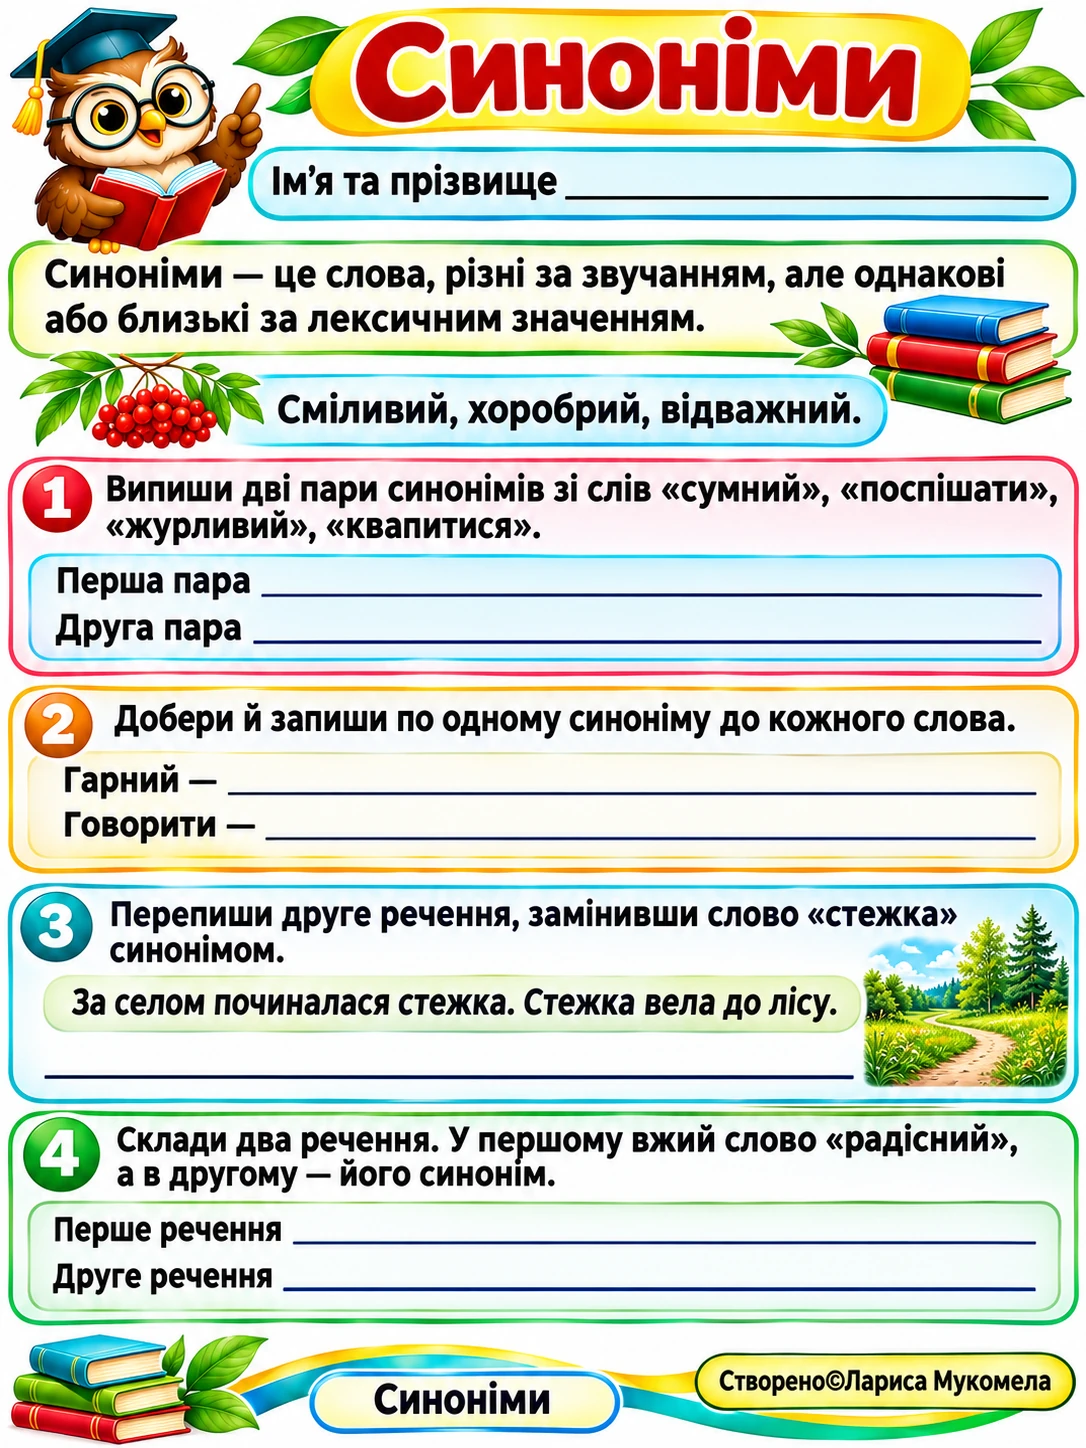 Синоніми
Ім’я та прізвище
Синоніми — це слова, різні за звучанням, але однакові
або близькі за лексичним значенням.
Сміливий, хоробрий, відважний.
1
Випиши дві пари синонімів зі слів «сумний», «поспішати»,
«журливий», «квапитися».
Перша пара
Друга пара
2
Добери й запиши по одному синоніму до кожного слова.
Гарний —
Говорити —
3
Перепиши друге речення, замінивши слово «стежка»
синонімом.
За селом починалася стежка. Стежка вела до лісу.
4
Склади два речення. У першому вжий слово «радісний»,
а в другому — його синонім.
Перше речення
Друге речення
Синоніми
Створено©Лариса Мукомела